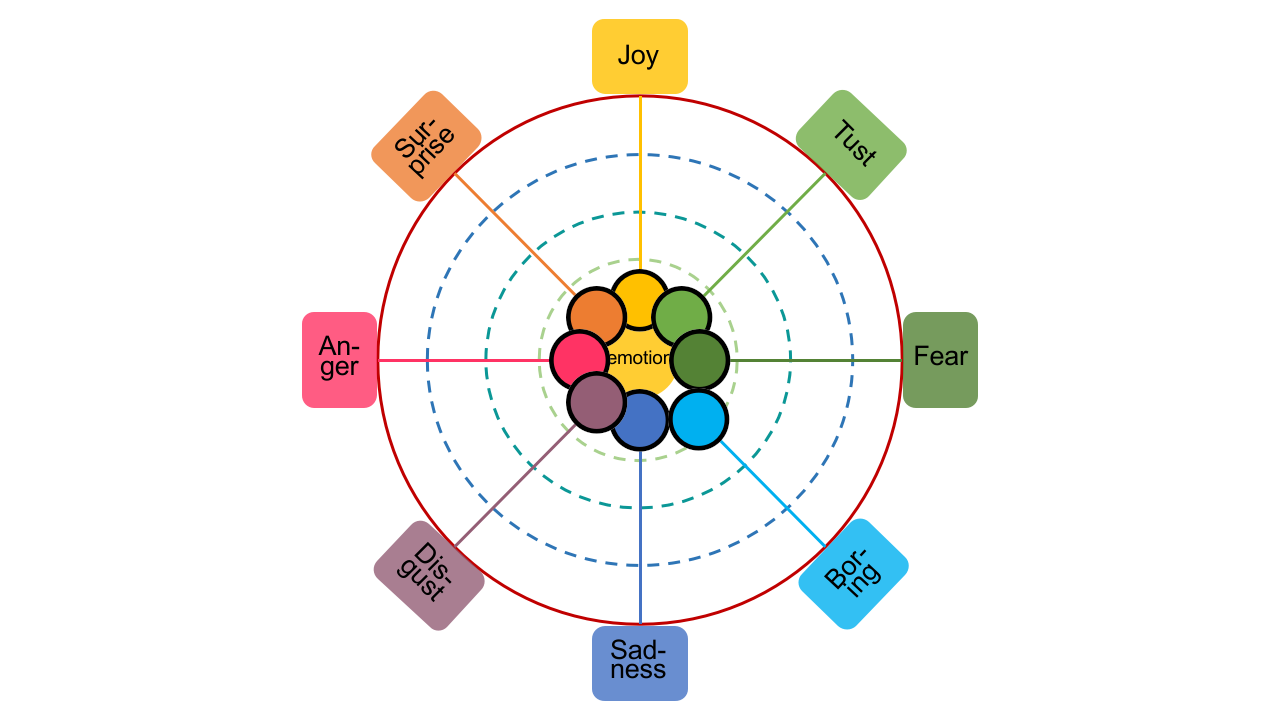 Joy
Sur-
prise
Tust
An-
ger
emotion
Fear
Dis-
gust
Bor-
ing
Sad-
ness